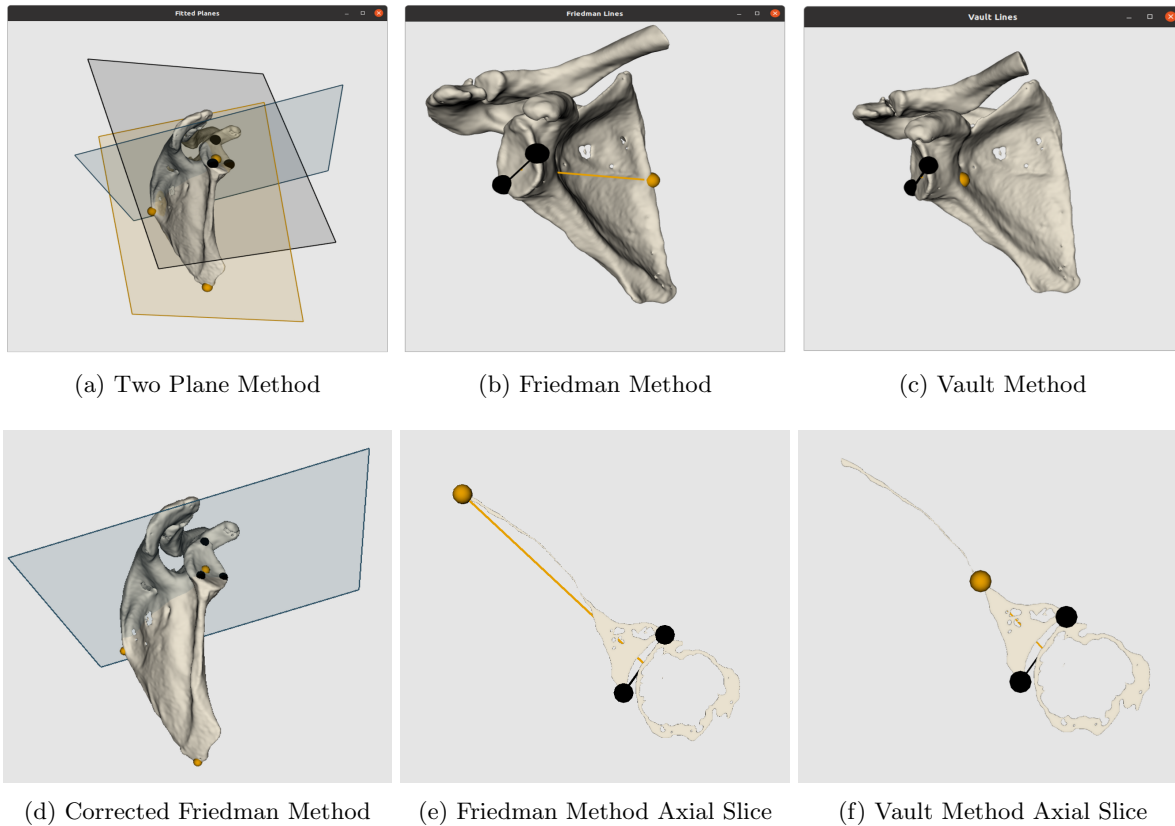 Fitted Planes
Friedman Lines
Vault Lines
(a) Two Plane Method
(b) Friedman Method
(c) Vault Method
(d) Corrected Friedman Method
(e) Friedman Method Axial Slice
(f) Vault Method Axial Slice